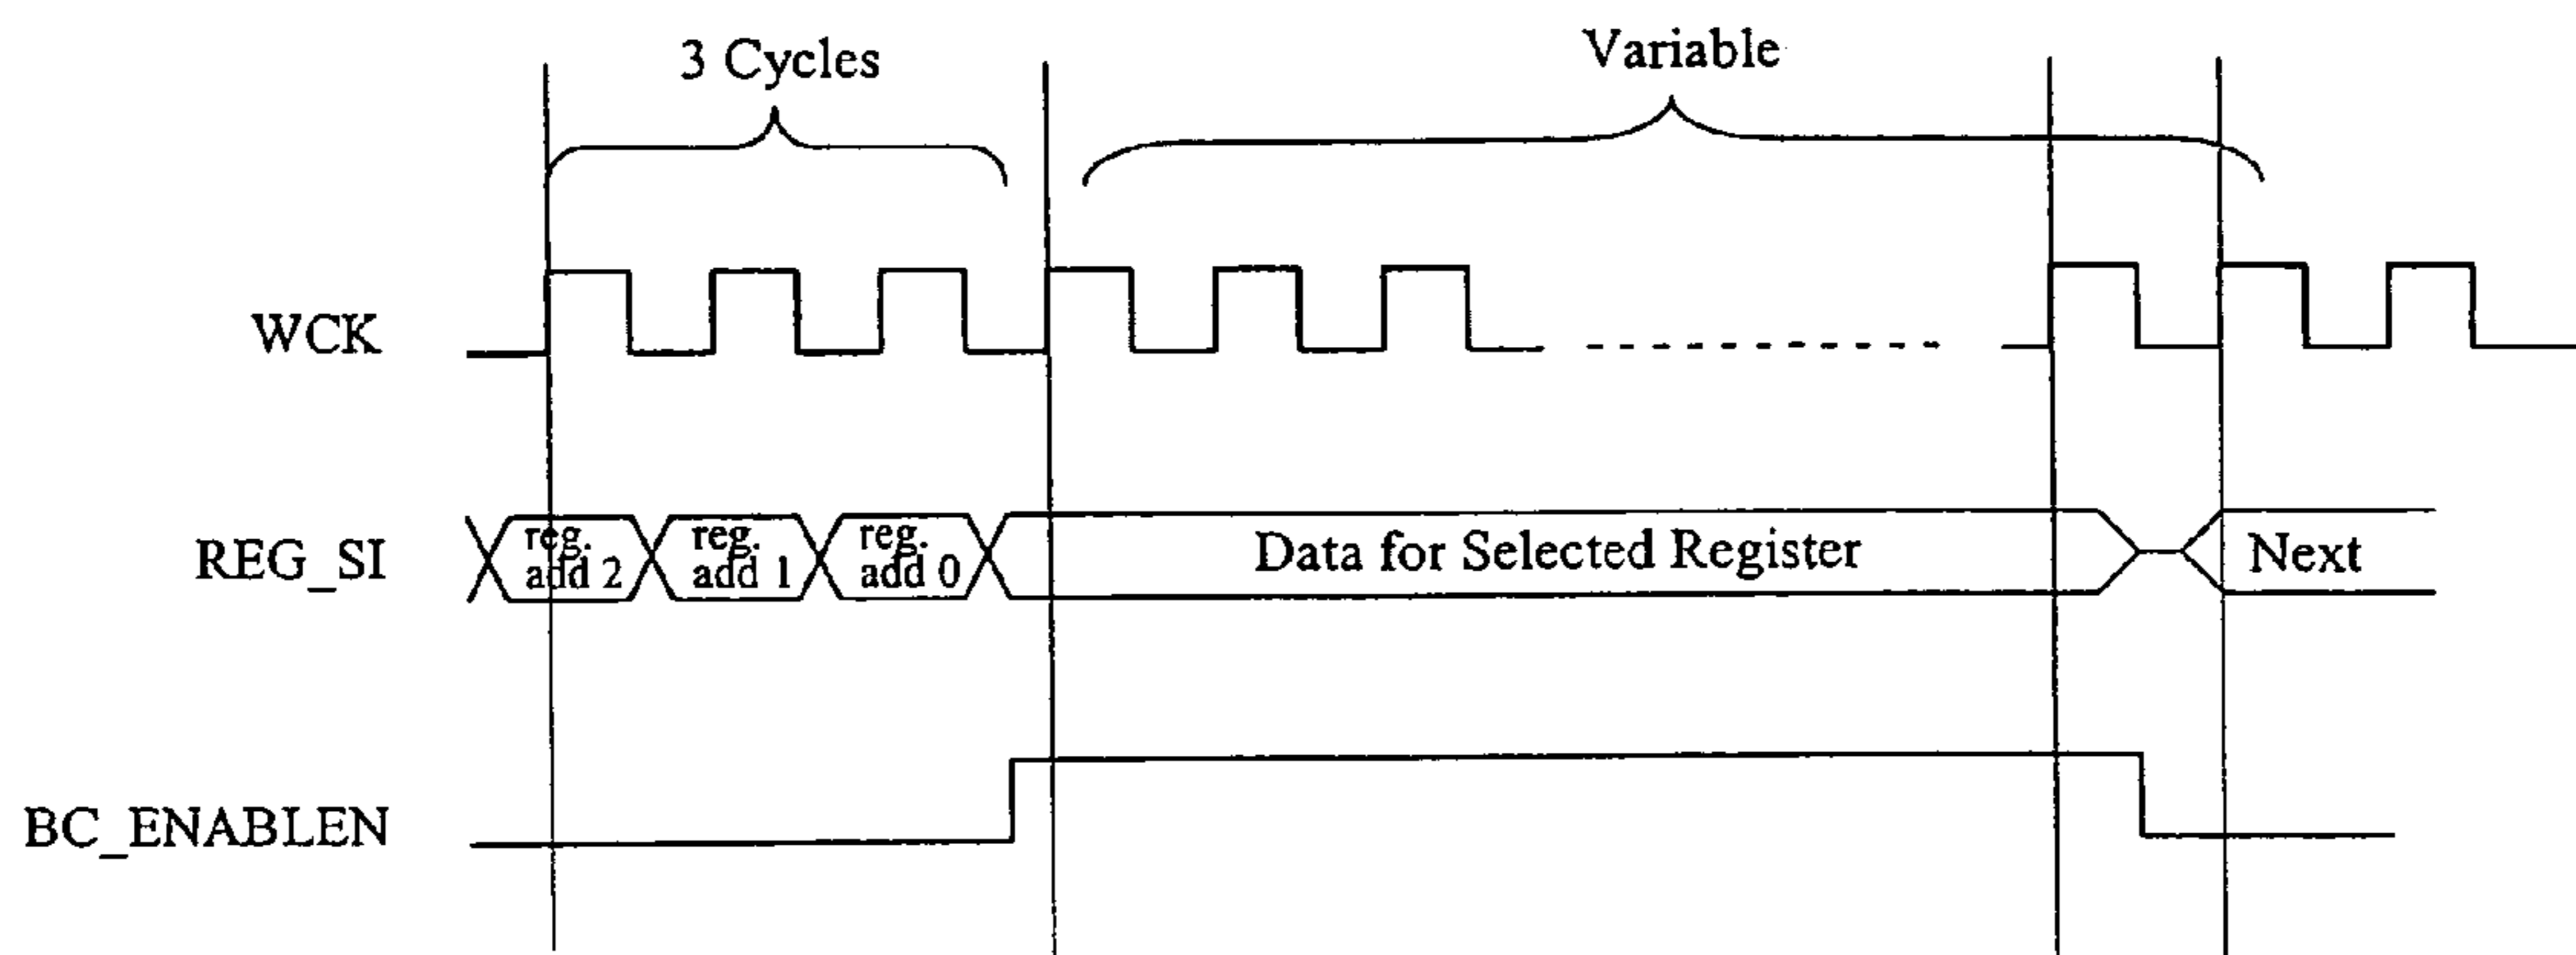 3 Cycles
Variable
WCK
REG_SI
reg.
add 2
reg.
add 1
reg.
add 0
Data for Selected Register
Next
BC_ENABLEN